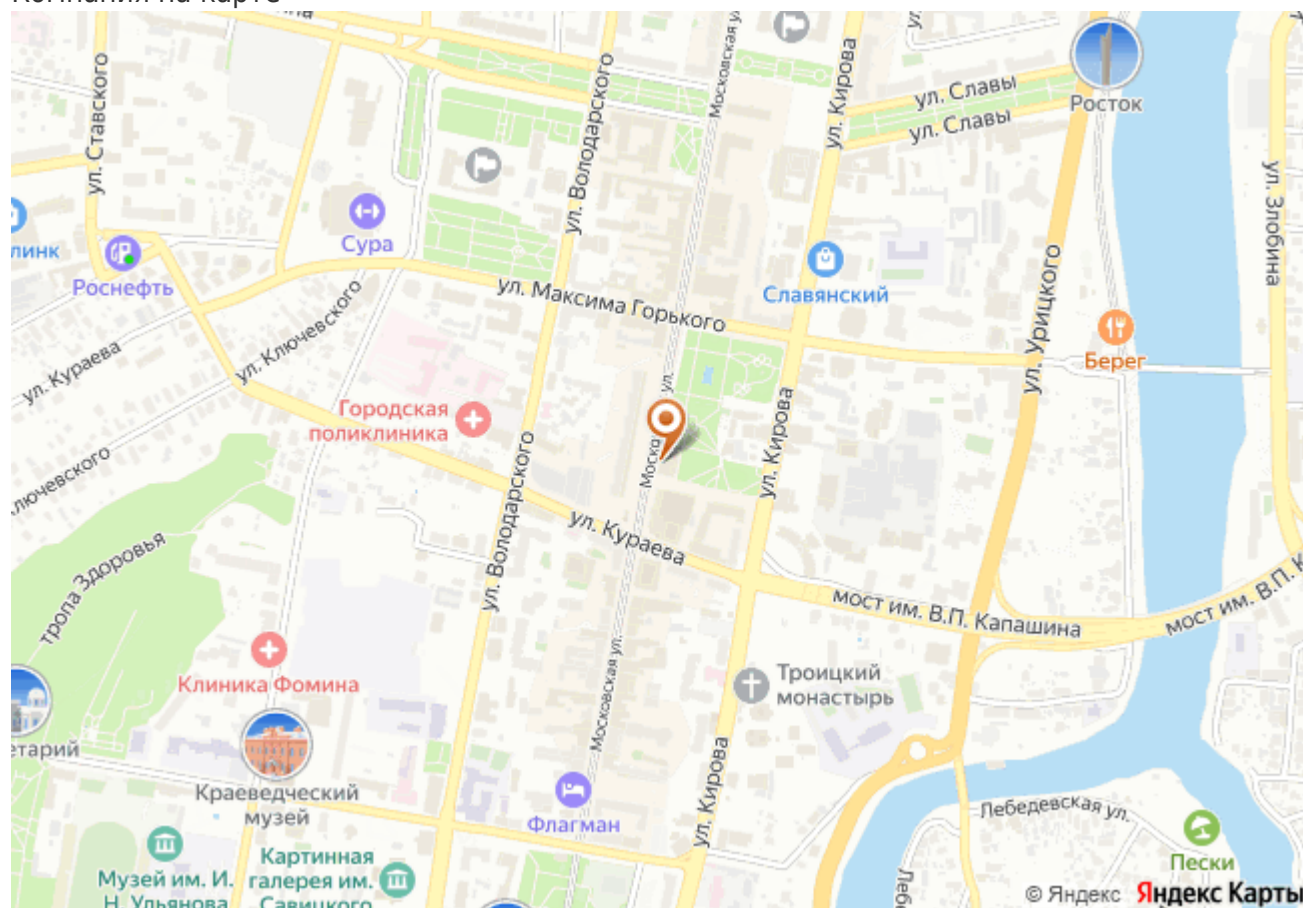 Компания на карте
Московская ул.
ул. Ставского
ул. Володарского
ул. Кирова
ул. Славы
ул. Славы
Росток
ул. Злобина
Сура
линк
Роснефть
ул. Максима Горького
Славянский
ул. Урицкого
Берег
ул. Ключевского
ул. Кураева
Городская
поликлиника
ул. Кирова
ул. Володарского
ул. Кураева
тропа Здоровья
мост им. В.П. Капашина
мост им. В.П. К
Клиника Фомина
Троицкий
монастырь
Московская ул.
етарий
Краеведческий
музей
ул. Кирова
Флагман
Лебедевская ул.
Пески
Музей им. И.
Н. Ульянова
Картинная
галерея им.
Савицкого
© Яндекс Яндекс Карты